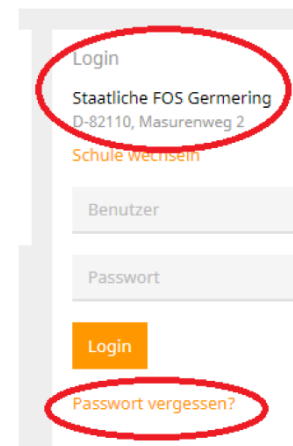 Login
Staatliche FOS Germering
D-82110, Masurenweg 2
Schule wechseln
Benutzer
Passwort
Login
Passwort vergessen?